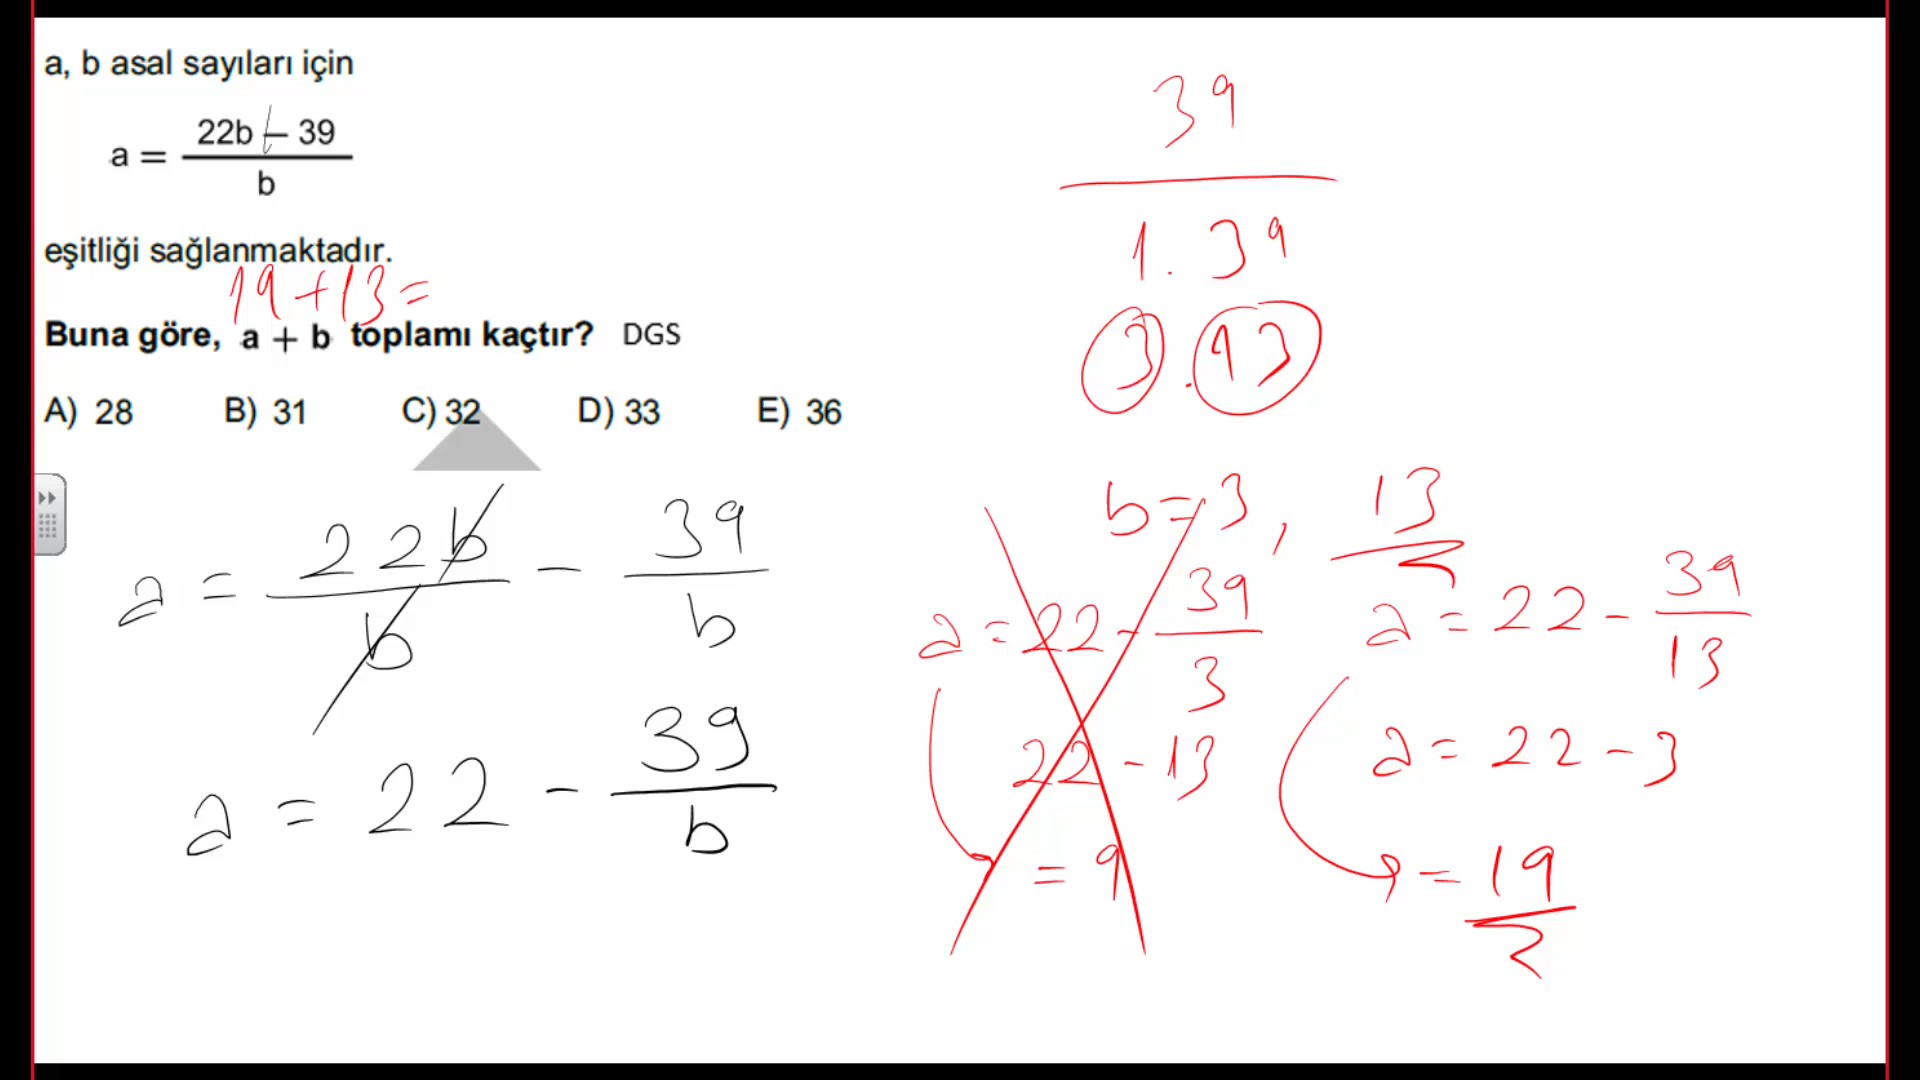 a, b asal sayıları için
a = (22b − 39) / b
eşitliği sağlanmaktadır.
19 + 13 =
Buna göre, a + b toplamı kaçtır? DGS
A) 28 B) 31 C) 32 D) 33 E) 36
a = 22b/b − 39/b
a = 22 − 39/b
39
1 . 39
3 . 13
b = 3, 13
a = 22 − 39/3
22 − 13
= 9
a = 22 − 39/13
a = 22 − 3
= 19